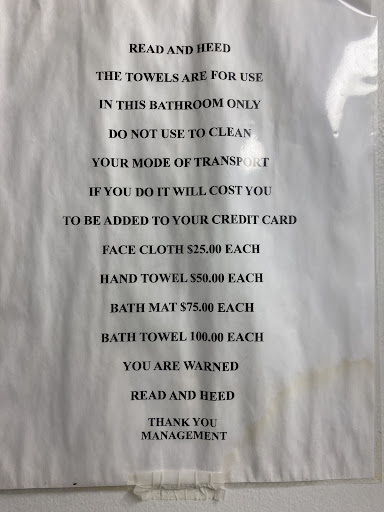 READ AND HEED
THE TOWELS ARE FOR USE
IN THIS BATHROOM ONLY
DO NOT USE TO CLEAN
YOUR MODE OF TRANSPORT
IF YOU DO IT WILL COST YOU
TO BE ADDED TO YOUR CREDIT CARD
FACE CLOTH $25.00 EACH
HAND TOWEL $50.00 EACH
BATH MAT $75.00 EACH
BATH TOWEL 100.00 EACH
YOU ARE WARNED
READ AND HEED
THANK YOU
MANAGEMENT